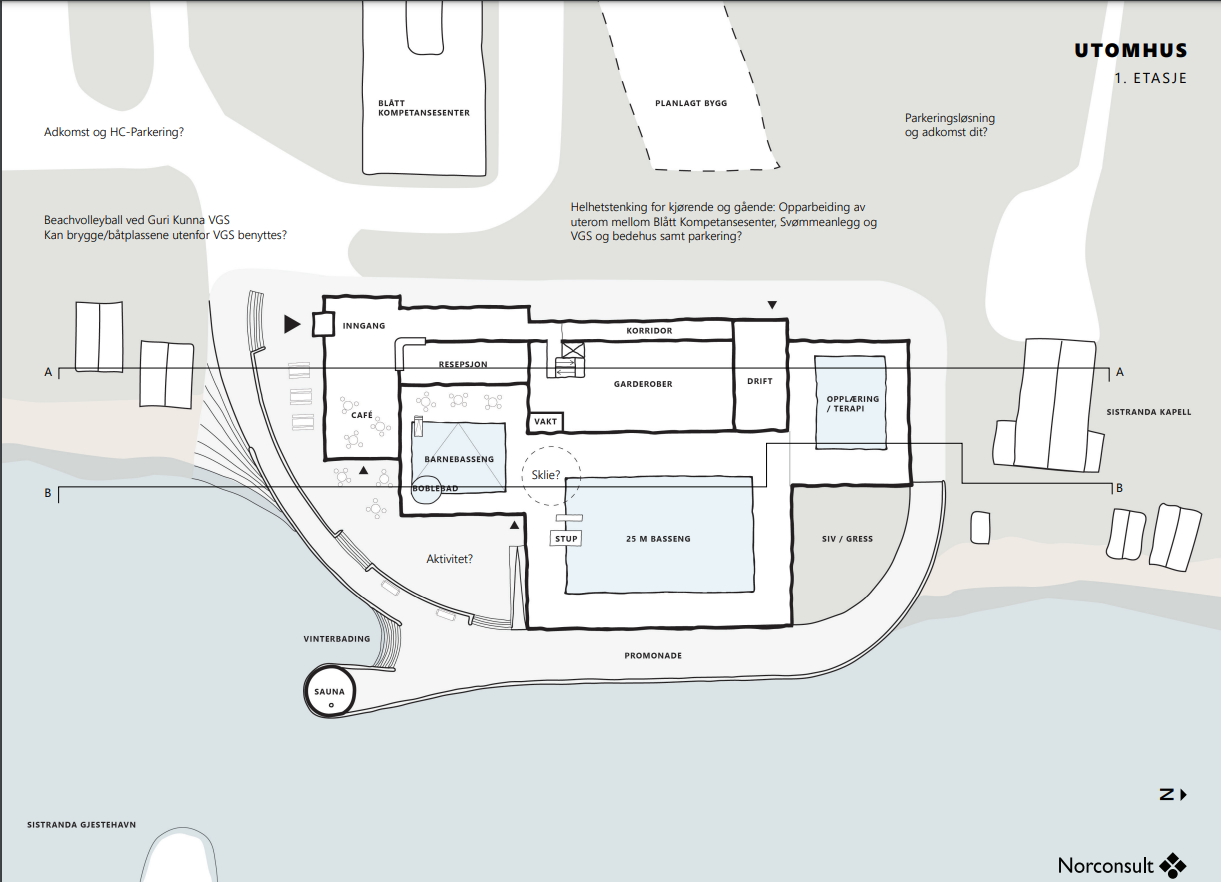 UTOMHUS
1. ETASJE
BLÅTT
KOMPETANSESENTER
PLANLAGT BYGG
Adkomst og HC-Parkering?
Parkeringsløsning
og adkomst dit?
Beachvolleyball ved Guri Kunna VGS
Kan brygge/båtplassene utenfor VGS benyttes?
Helhetstenking for kjørende og gående: Opparbeiding av
uterom mellom Blått Kompetansesenter, Svømmeanlegg og
VGS og bedehus samt parkering?
INNGANG
KORRIDOR
RESEPSJON
GARDEROBER
DRIFT
A
A
OPPLÆRING
/ TERAPI
SISTRANDA KAPELL
CAFÉ
VAKT
BARNEBASSENG
Sklie?
BOBLEBAD
B
B
STUP
25 M BASSENG
SIV / GRESS
Aktivitet?
VINTERBADING
PROMONADE
SAUNA
N
SISTRANDA GJESTEHAVN
Norconsult